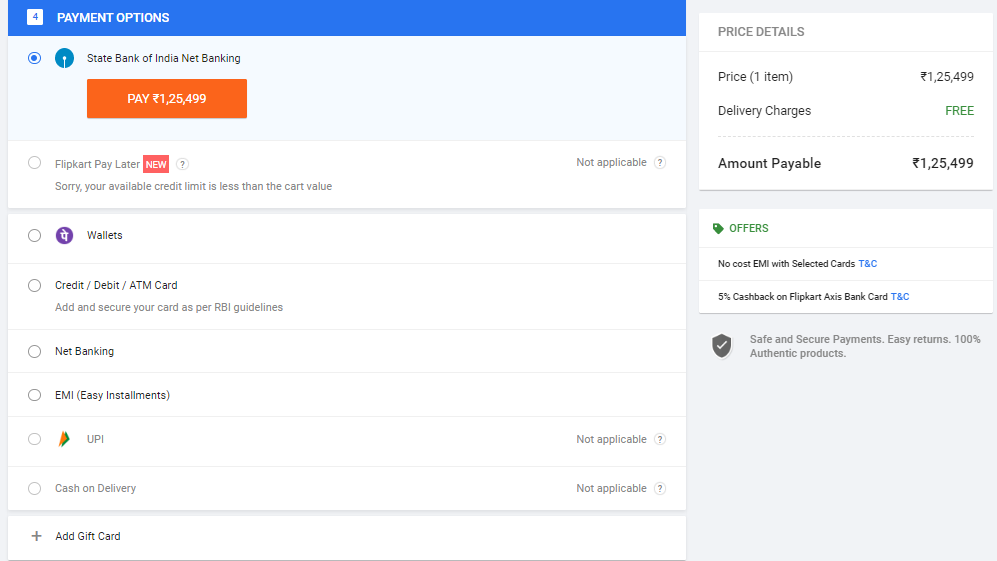 4 PAYMENT OPTIONS
State Bank of India Net Banking
PAY ₹1,25,499
Flipkart Pay Later NEW ? Not applicable ?
Sorry, your available credit limit is less than the cart value
पे Wallets
Credit / Debit / ATM Card
Add and secure your card as per RBI guidelines
Net Banking
EMI (Easy Installments)
UPI Not applicable ?
Cash on Delivery Not applicable ?
+ Add Gift Card
PRICE DETAILS
Price (1 item) ₹1,25,499
Delivery Charges FREE
Amount Payable ₹1,25,499
OFFERS
No cost EMI with Selected Cards T&C
5% Cashback on Flipkart Axis Bank Card T&C
Safe and Secure Payments. Easy returns. 100%
Authentic products.